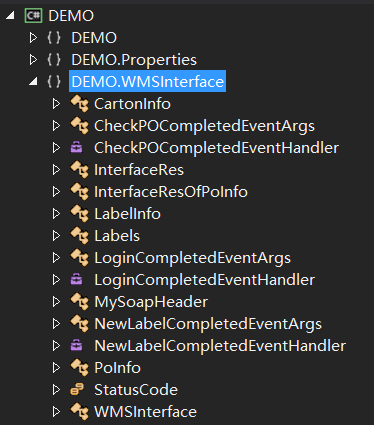 C# DEMO
{ } DEMO
{ } DEMO.Properties
{ } DEMO.WMSInterface
CartonInfo
CheckPOCompletedEventArgs
CheckPOCompletedEventHandler
InterfaceRes
InterfaceResOfPoInfo
LabelInfo
Labels
LoginCompletedEventArgs
LoginCompletedEventHandler
MySoapHeader
NewLabelCompletedEventArgs
NewLabelCompletedEventHandler
PoInfo
StatusCode
WMSInterface